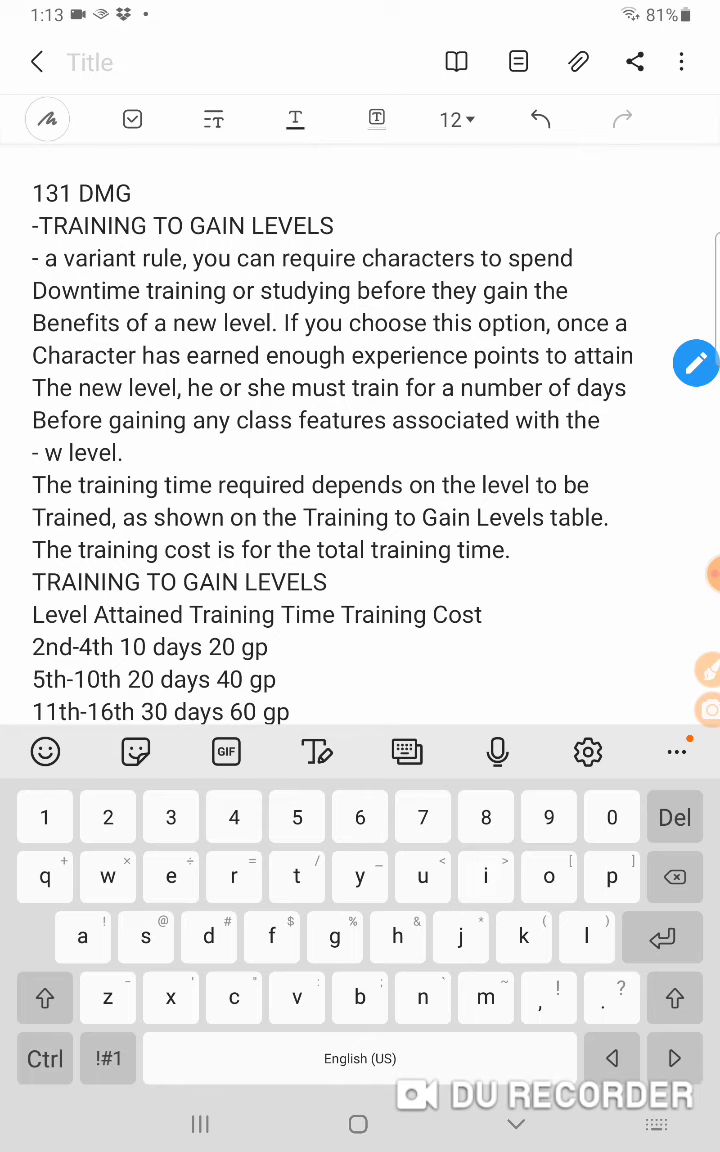 1:13
81%
Title
12
131 DMG
-TRAINING TO GAIN LEVELS
- a variant rule, you can require characters to spend
Downtime training or studying before they gain the
Benefits of a new level. If you choose this option, once a
Character has earned enough experience points to attain
The new level, he or she must train for a number of days
Before gaining any class features associated with the
- w level.
The training time required depends on the level to be
Trained, as shown on the Training to Gain Levels table.
The training cost is for the total training time.
TRAINING TO GAIN LEVELS
Level Attained Training Time Training Cost
2nd-4th 10 days 20 gp
5th-10th 20 days 40 gp
11th-16th 30 days 60 gp
GIF
1 2 3 4 5 6 7 8 9 0 Del
q + w × e ÷ r = t / y _ u < i > o [ p ]
a ! s @ d # f $ g % h & j * k ( l )
z - x ' c " v : b ; n ` m ~ , ! . ?
Ctrl !#1 English (US)
DU RECORDER